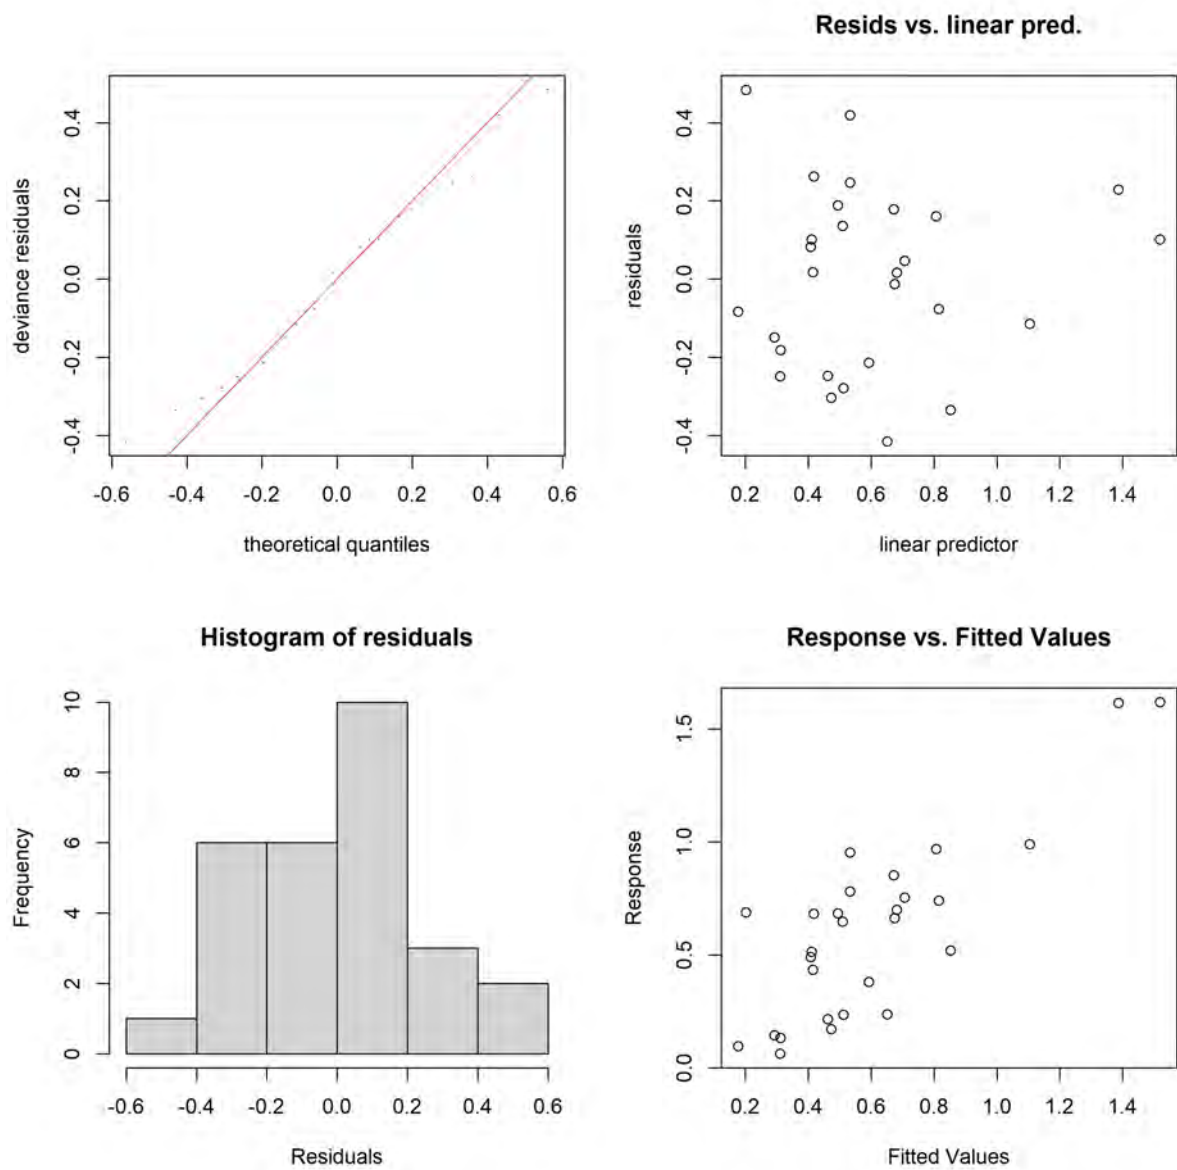 Resids vs. linear pred.
deviance residuals
0.4
0.2
0.0
-0.2
-0.4
-0.6 -0.4 -0.2 0.0 0.2 0.4 0.6
theoretical quantiles
residuals
0.4
0.2
0.0
-0.2
-0.4
0.2 0.4 0.6 0.8 1.0 1.2 1.4
linear predictor
Histogram of residuals
Frequency
10
8
6
4
2
0
-0.6 -0.4 -0.2 0.0 0.2 0.4 0.6
Residuals
Response vs. Fitted Values
Response
1.5
1.0
0.5
0.0
0.2 0.4 0.6 0.8 1.0 1.2 1.4
Fitted Values